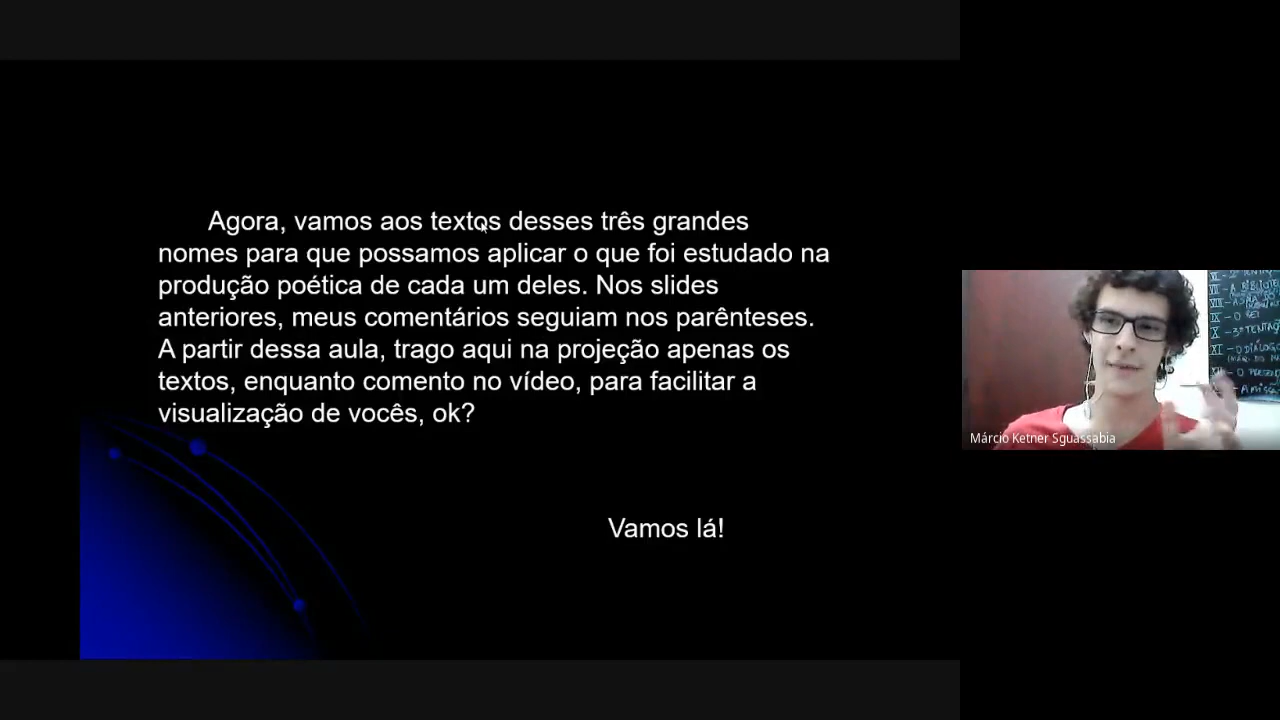 Agora, vamos aos textos desses três grandes
nomes para que possamos aplicar o que foi estudado na
produção poética de cada um deles. Nos slides
anteriores, meus comentários seguiam nos parênteses.
A partir dessa aula, trago aqui na projeção apenas os
textos, enquanto comento no vídeo, para facilitar a
visualização de vocês, ok?
Vamos lá!
Márcio Ketner Sguassabia